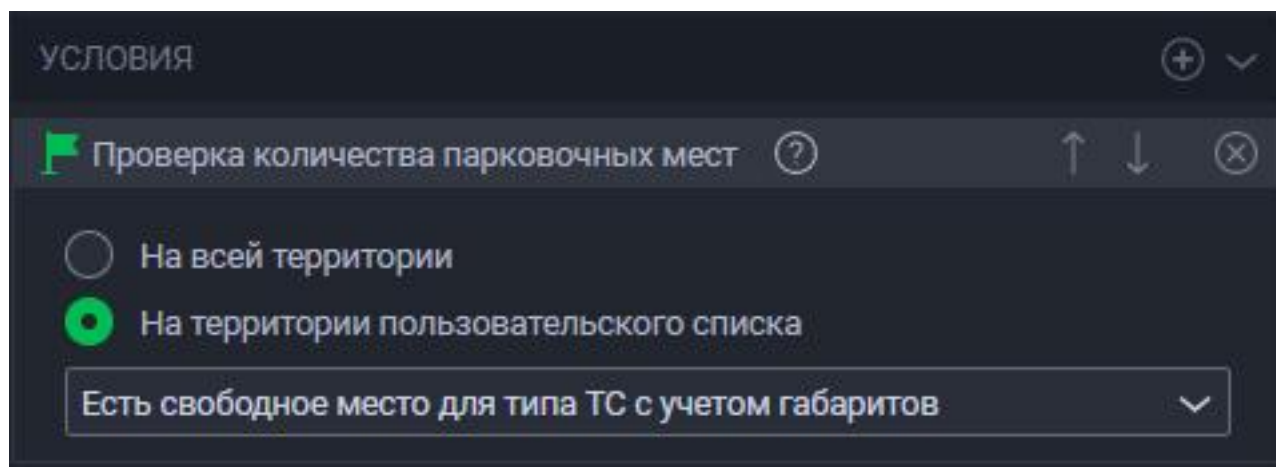 УСЛОВИЯ
Проверка количества парковочных мест
На всей территории
На территории пользовательского списка
Есть свободное место для типа ТС с учетом габаритов